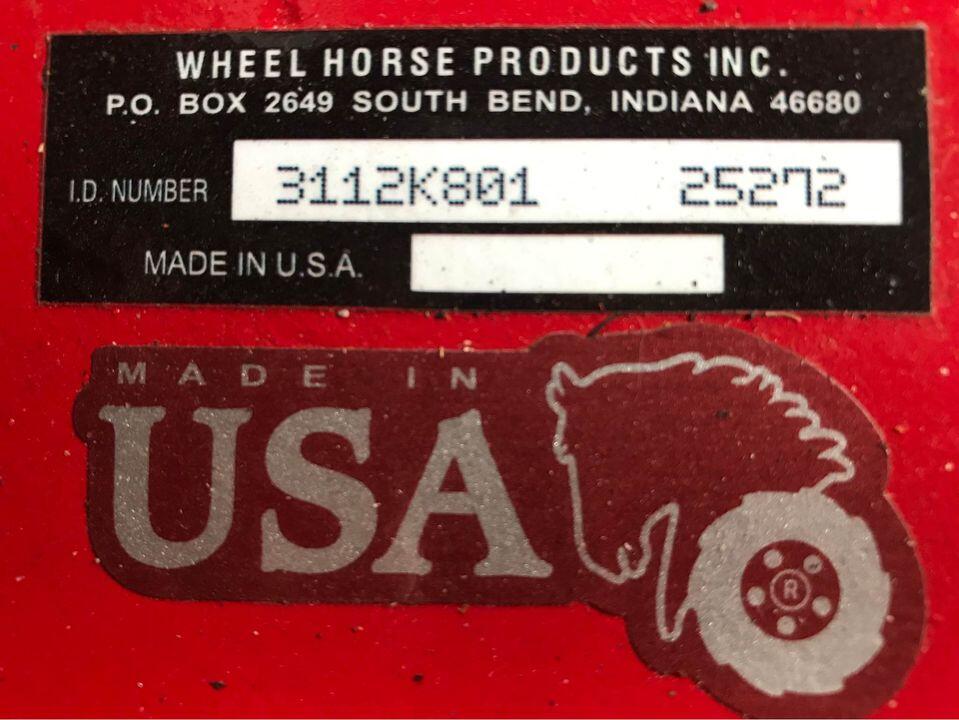 WHEEL HORSE PRODUCTS INC.
P.O. BOX 2649 SOUTH BEND, INDIANA 46680
I.D. NUMBER 3112K801 25272
MADE IN U.S.A.
MADE IN
USA
R